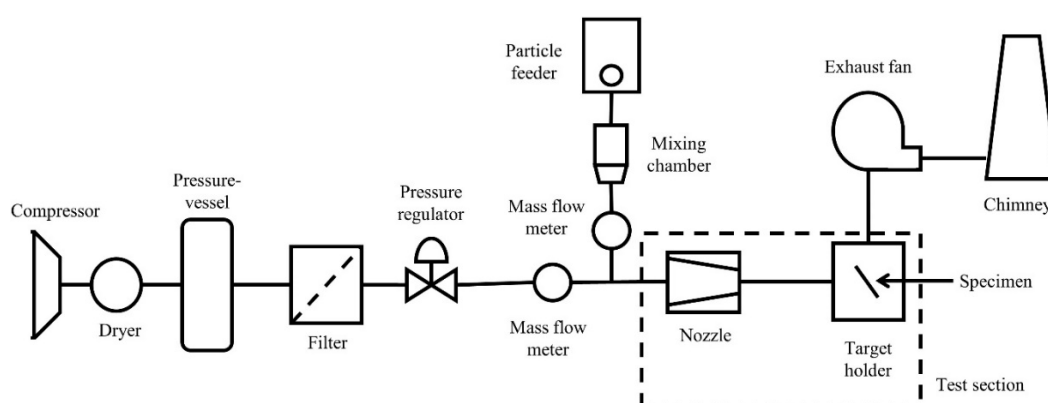 Particle
feeder
Exhaust fan
Mixing
chamber
Pressure-
vessel
Pressure
regulator
Compressor
Mass flow
meter
Chimney
Specimen
Dryer
Filter
Mass flow
meter
Nozzle
Target
holder
Test section